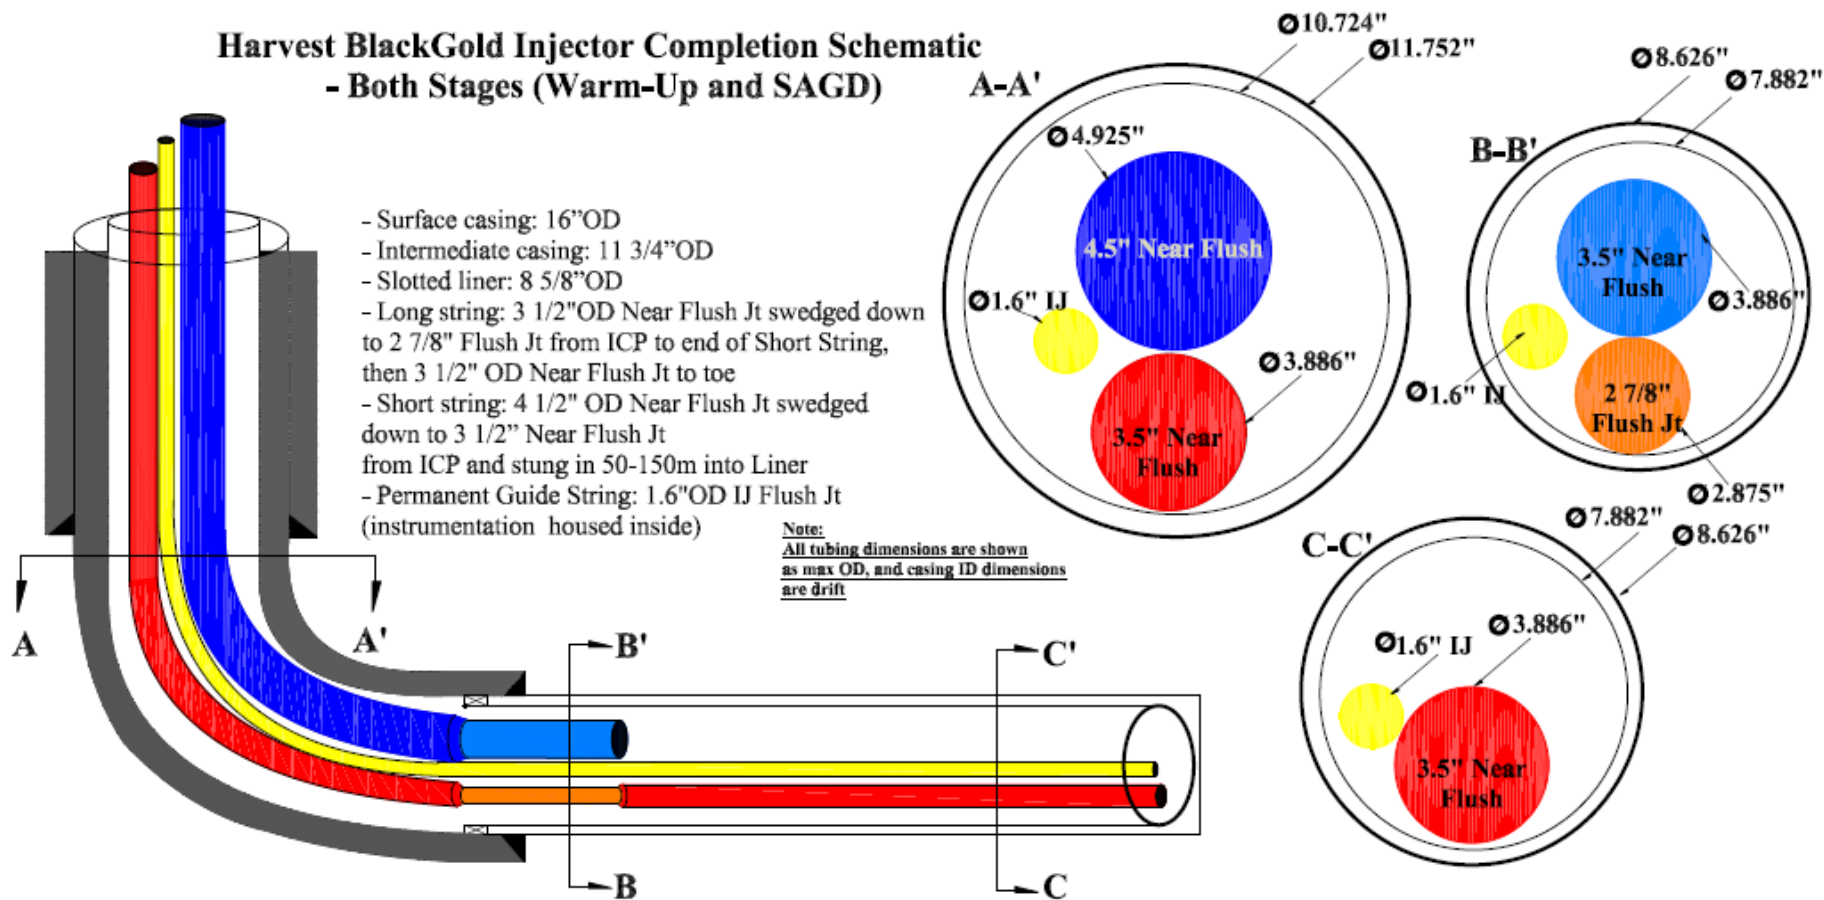 Harvest BlackGold Injector Completion Schematic
- Both Stages (Warm-Up and SAGD)
- Surface casing: 16”OD
- Intermediate casing: 11 3/4”OD
- Slotted liner: 8 5/8”OD
- Long string: 3 1/2"OD Near Flush Jt swedged down
to 2 7/8" Flush Jt from ICP to end of Short String,
then 3 1/2" OD Near Flush Jt to toe
- Short string: 4 1/2" OD Near Flush Jt swedged
down to 3 1/2” Near Flush Jt
from ICP and stung in 50-150m into Liner
- Permanent Guide String: 1.6"OD IJ Flush Jt
(instrumentation housed inside)
Note:
All tubing dimensions are shown
as max OD, and casing ID dimensions
are drift
A
A'
B'
B
C'
C
A-A'
Ø10.724"
Ø11.752"
Ø4.925"
4.5" Near Flush
Ø1.6" IJ
Ø3.886"
3.5" Near
Flush
B-B'
Ø8.626"
Ø7.882"
3.5" Near
Flush
Ø3.886"
Ø1.6" IJ
2 7/8"
Flush Jt
Ø2.875"
C-C'
Ø7.882"
Ø8.626"
Ø1.6" IJ
Ø3.886"
3.5" Near
Flush